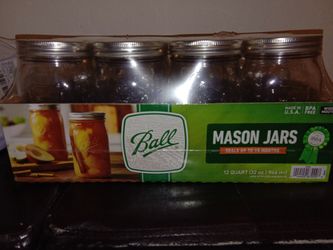 MADE IN
U.S.A.
BPA
FREE
Ball
MASON JARS
SEALS UP TO 18 MONTHS
12 QUART (32 oz / 946 ml)